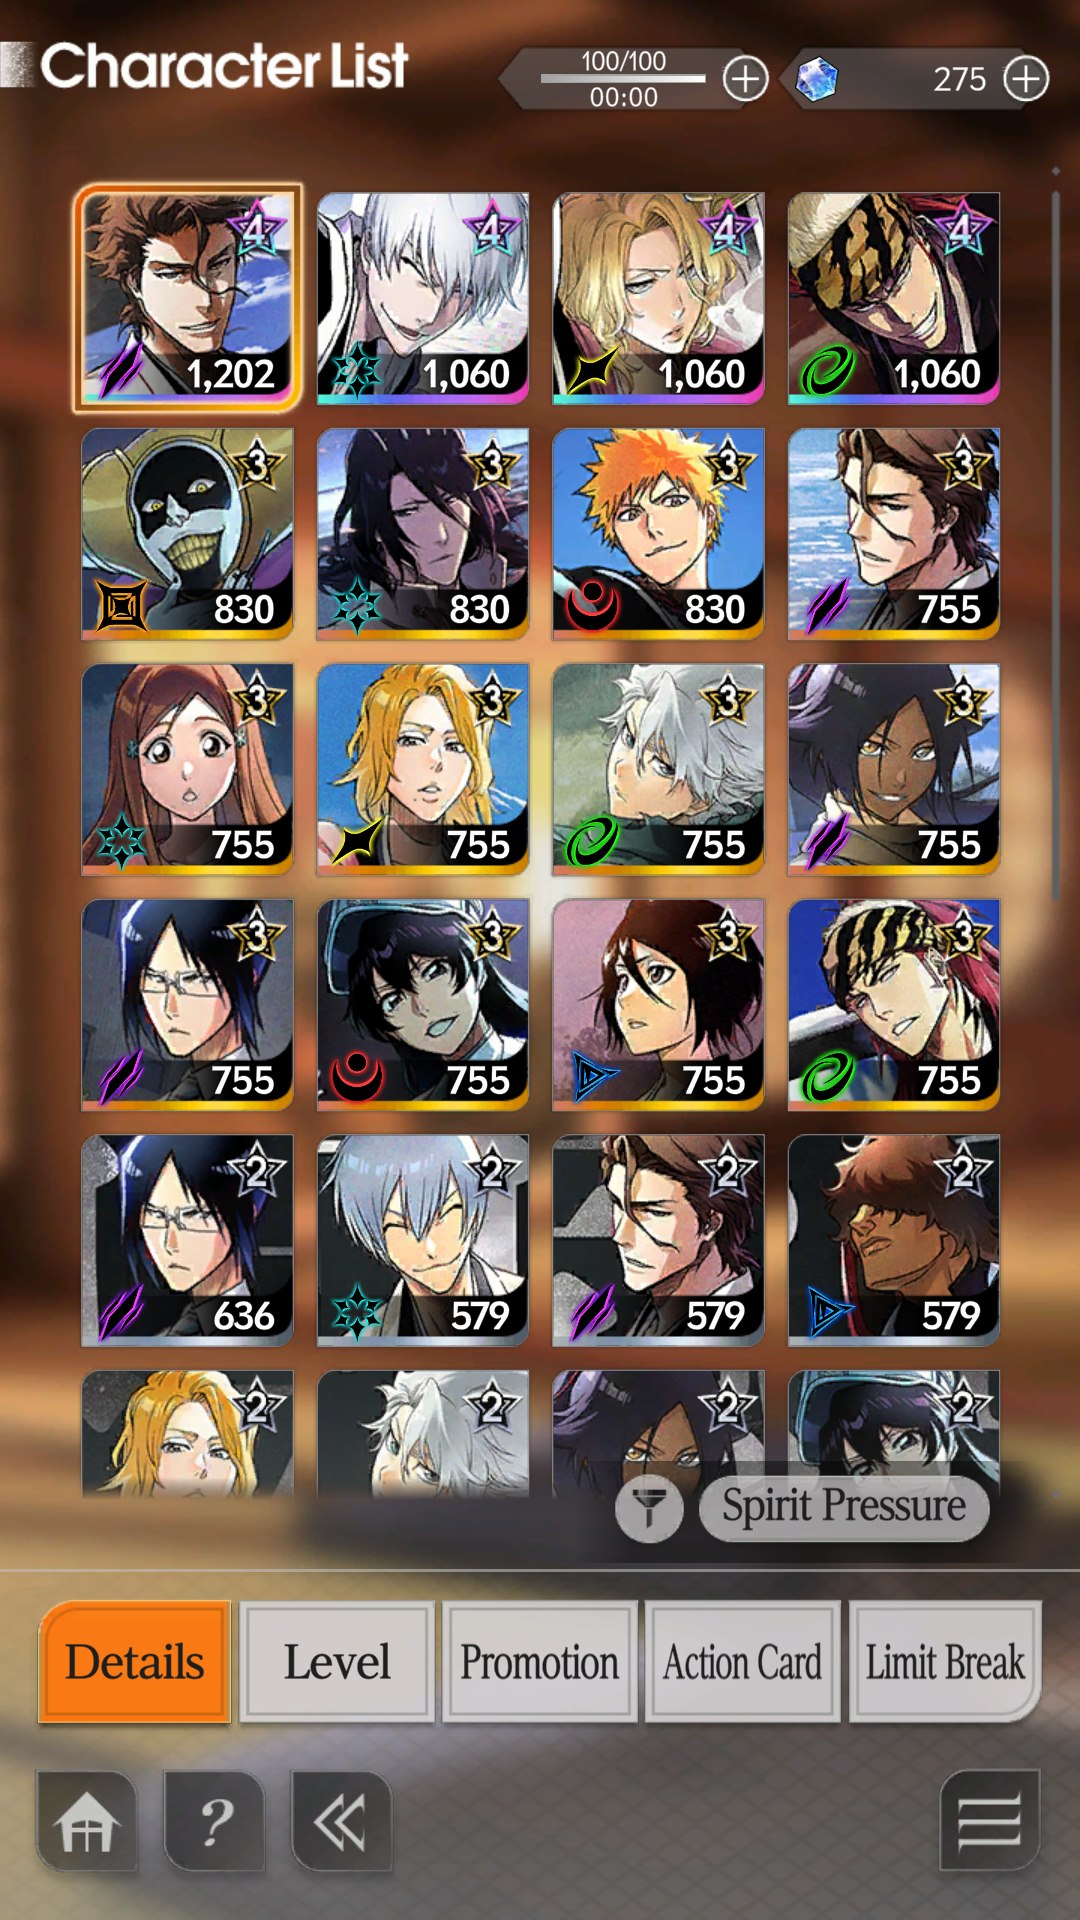 Character List
100/100
00:00
275
4 4 4 4
1,202 1,060 1,060 1,060
3 3 3 3
830 830 830 755
3 3 3 3
755 755 755 755
3 3 3 3
755 755 755 755
2 2 2 2
636 579 579 579
2 2 2 2
Spirit Pressure
Details Level Promotion Action Card Limit Break
?